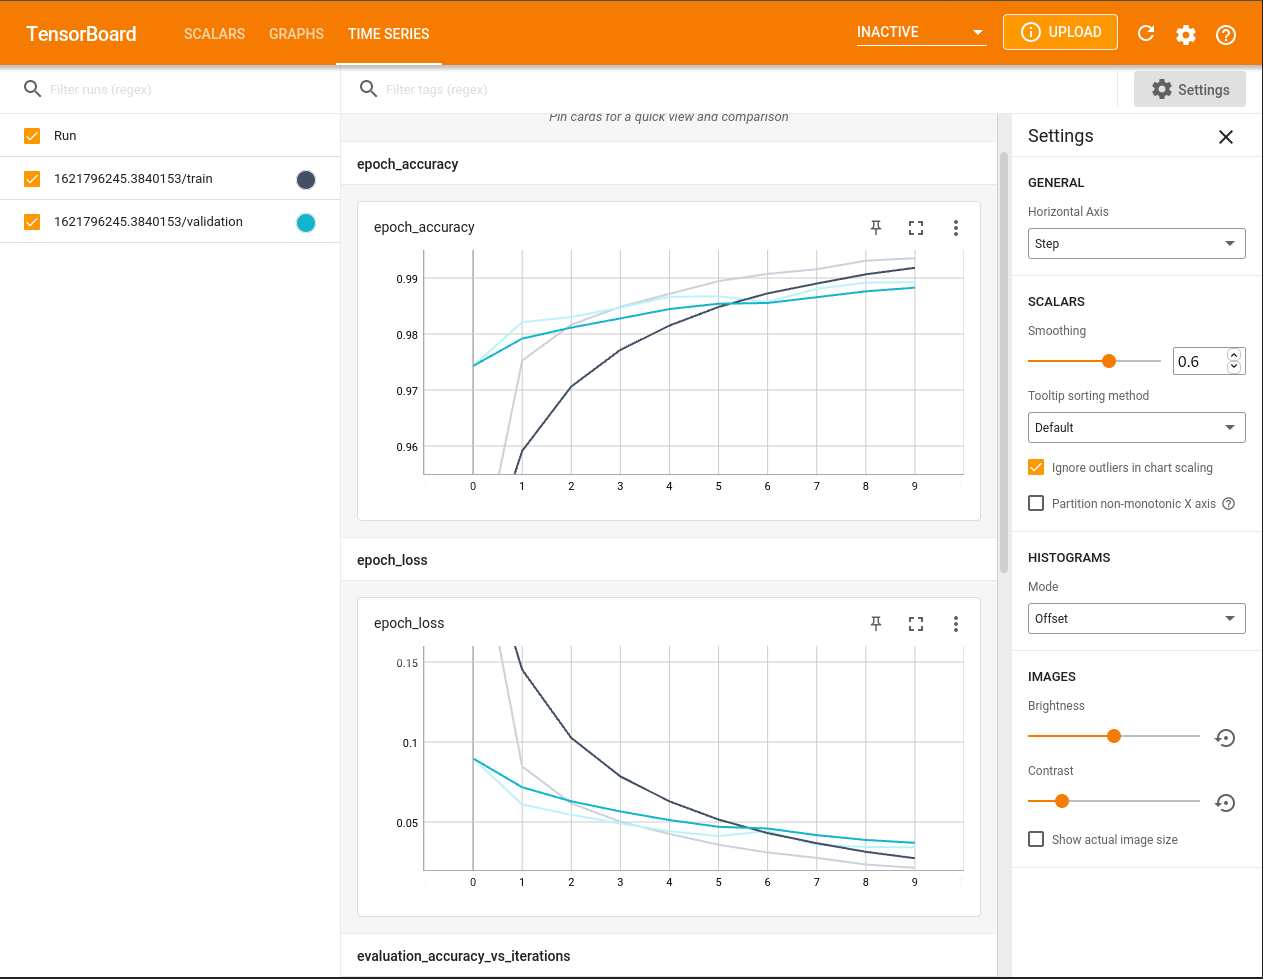 TensorBoard SCALARS GRAPHS TIME SERIES INACTIVE UPLOAD
Filter runs (regex)
Filter tags (regex)
Settings
Run
1621796245.3840153/train
1621796245.3840153/validation
Pin cards for a quick view and comparison
epoch_accuracy
epoch_accuracy
0.99
0.98
0.97
0.96
0 1 2 3 4 5 6 7 8 9
epoch_loss
epoch_loss
0.15
0.1
0.05
0 1 2 3 4 5 6 7 8 9
evaluation_accuracy_vs_iterations
Settings
GENERAL
Horizontal Axis
Step
SCALARS
Smoothing
0.6
Tooltip sorting method
Default
Ignore outliers in chart scaling
Partition non-monotonic X axis
HISTOGRAMS
Mode
Offset
IMAGES
Brightness
Contrast
Show actual image size